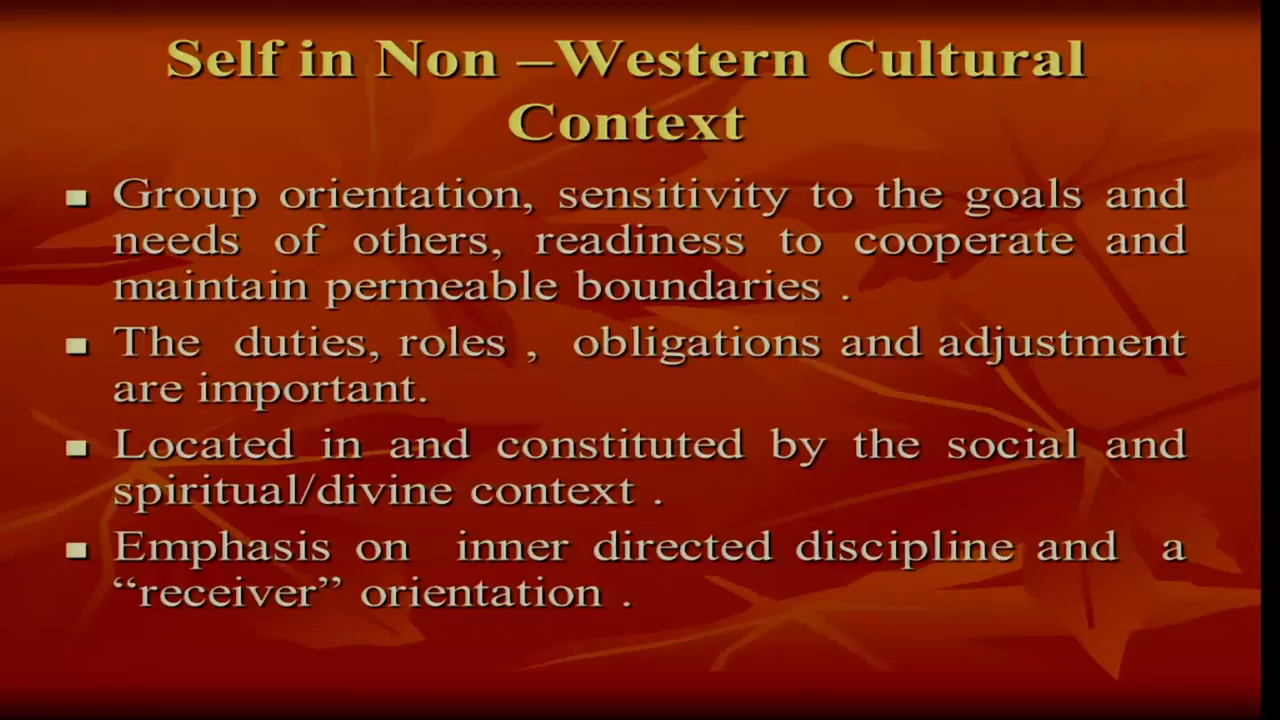 Self in Non –Western Cultural
Context
Group orientation, sensitivity to the goals and
needs of others, readiness to cooperate and
maintain permeable boundaries .
The duties, roles , obligations and adjustment
are important.
Located in and constituted by the social and
spiritual/divine context .
Emphasis on inner directed discipline and a
“receiver” orientation .